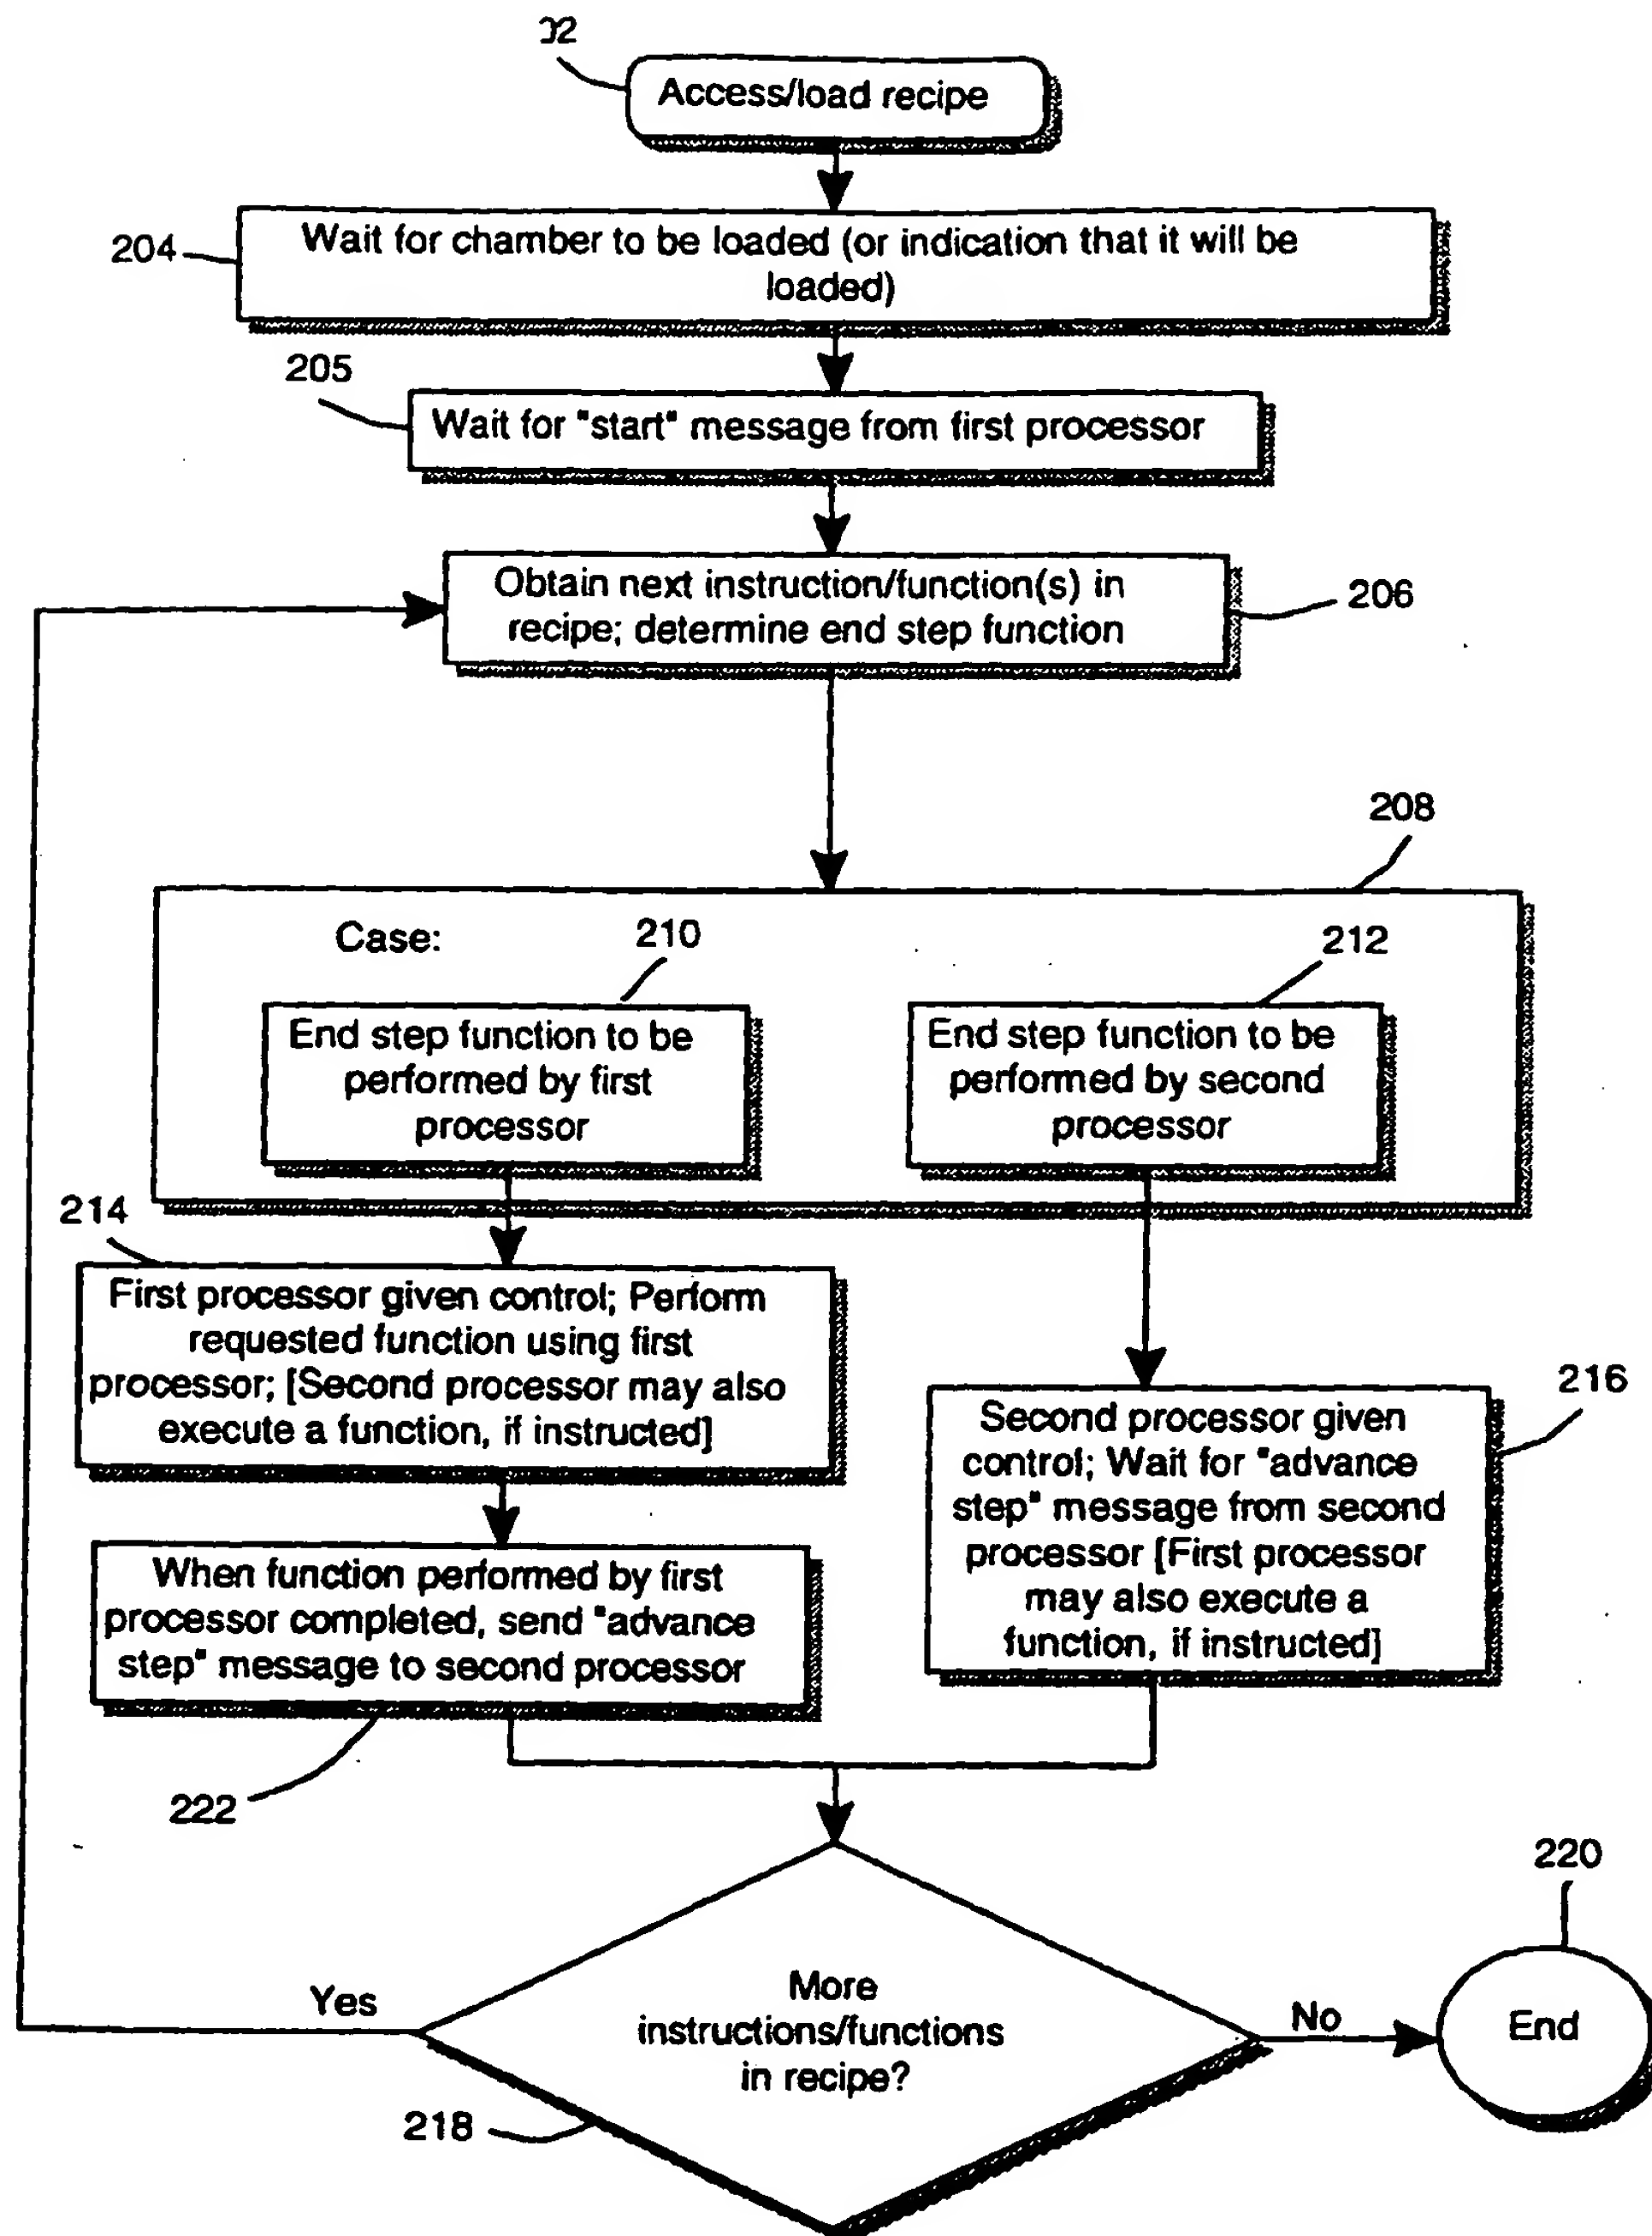 Access/load recipe
204
Wait for chamber to be loaded (or indication that it will be
loaded)
205
Wait for "start" message from first processor
Obtain next instruction/function(s) in
recipe; determine end step function
206
208
Case:
210
212
End step function to be
performed by first
processor
End step function to be
performed by second
processor
214
First processor given control; Perform
requested function using first
processor; [Second processor may also
execute a function, if instructed]
216
Second processor given
control; Wait for "advance
step" message from second
processor [First processor
may also execute a
function, if instructed]
When function performed by first
processor completed, send "advance
step" message to second processor
222
220
Yes
More
instructions/functions
in recipe?
No
End
218